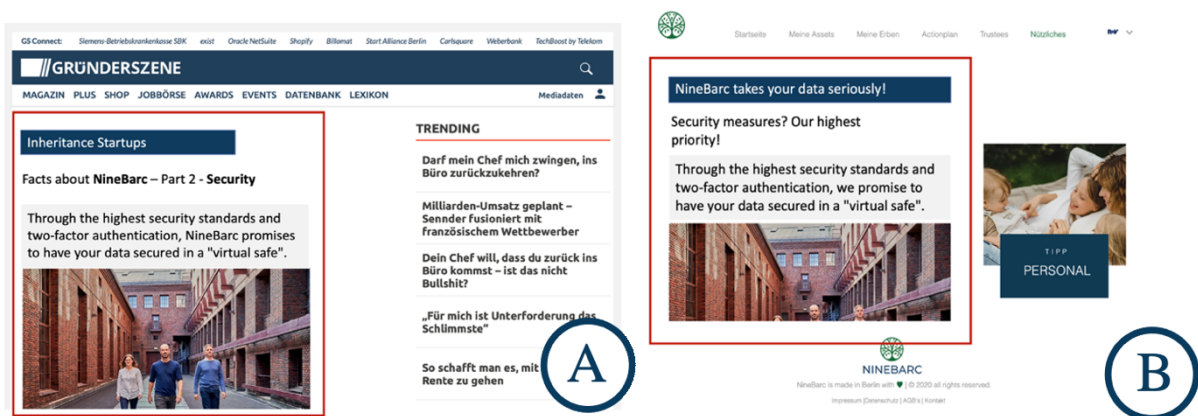 GS Connect: Siemens-Betriebskrankenkasse SBK exist Oracle NetSuite Shopify Billomat Start Alliance Berlin Carlsquare Weberbank TechBoost by Telekom
GRÜNDERSZENE
MAGAZIN PLUS SHOP JOBBÖRSE AWARDS EVENTS DATENBANK LEXIKON Mediadaten
Inheritance Startups
Facts about NineBarc – Part 2 - Security
Through the highest security standards and
two-factor authentication, NineBarc promises
to have your data secured in a "virtual safe".
TRENDING
Darf mein Chef mich zwingen, ins
Büro zurückzukehren?
Milliarden-Umsatz geplant –
Sennder fusioniert mit
französischem Wettbewerber
Dein Chef will, dass du zurück ins
Büro kommst – ist das nicht
Bullshit?
„Für mich ist Unterforderung das
Schlimmste"
So schafft man es, mit
Rente zu gehen
A
Startseite Meine Assets Meine Erben Actionplan Trustees Nützliches
NineBarc takes your data seriously!
Security measures? Our highest
priority!
Through the highest security standards and
two-factor authentication, we promise to
have your data secured in a "virtual safe".
TIPP
PERSONAL
NINEBARC
NineBarc is made in Berlin with | © 2020 all rights reserved.
Impressum |Datenschutz | AGB's | Kontakt
B